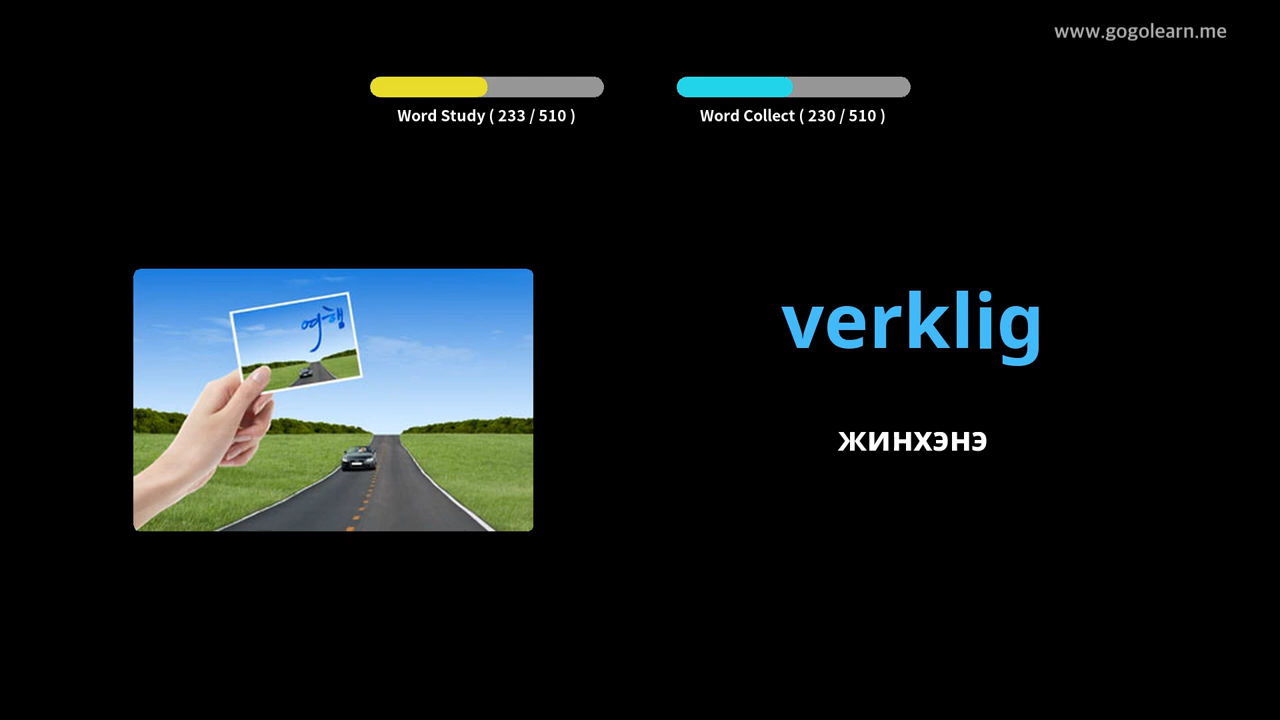 www.gogolearn.me
Word Study ( 233 / 510 )
Word Collect ( 230 / 510 )
여행
verklig
жинхэнэ